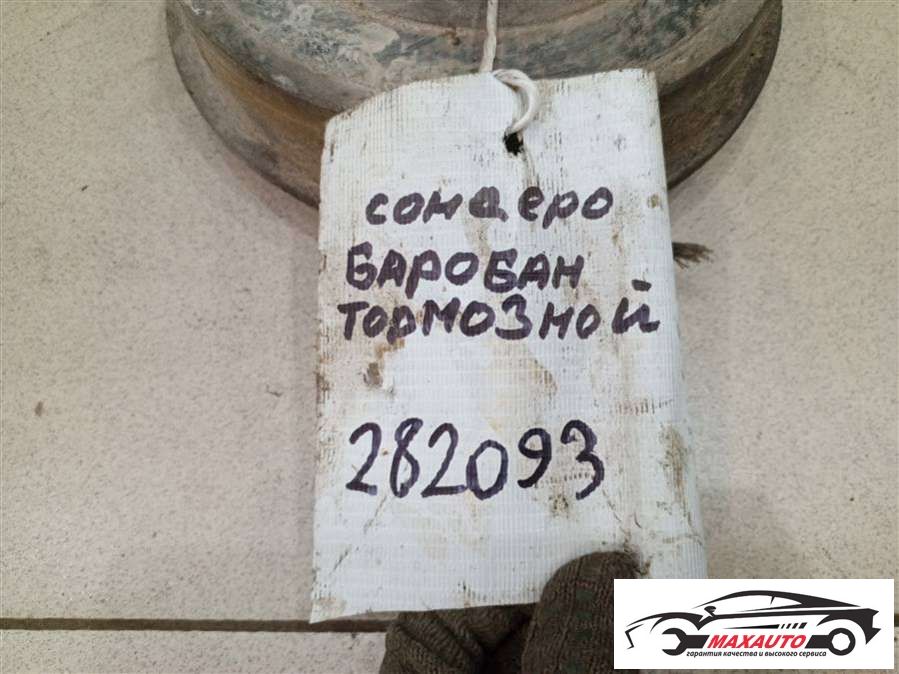 сондеро
БАРОБАН
ТОРМОЗНОЙ
282093
MAXAUTO
гарантия качества и высокого сервиса